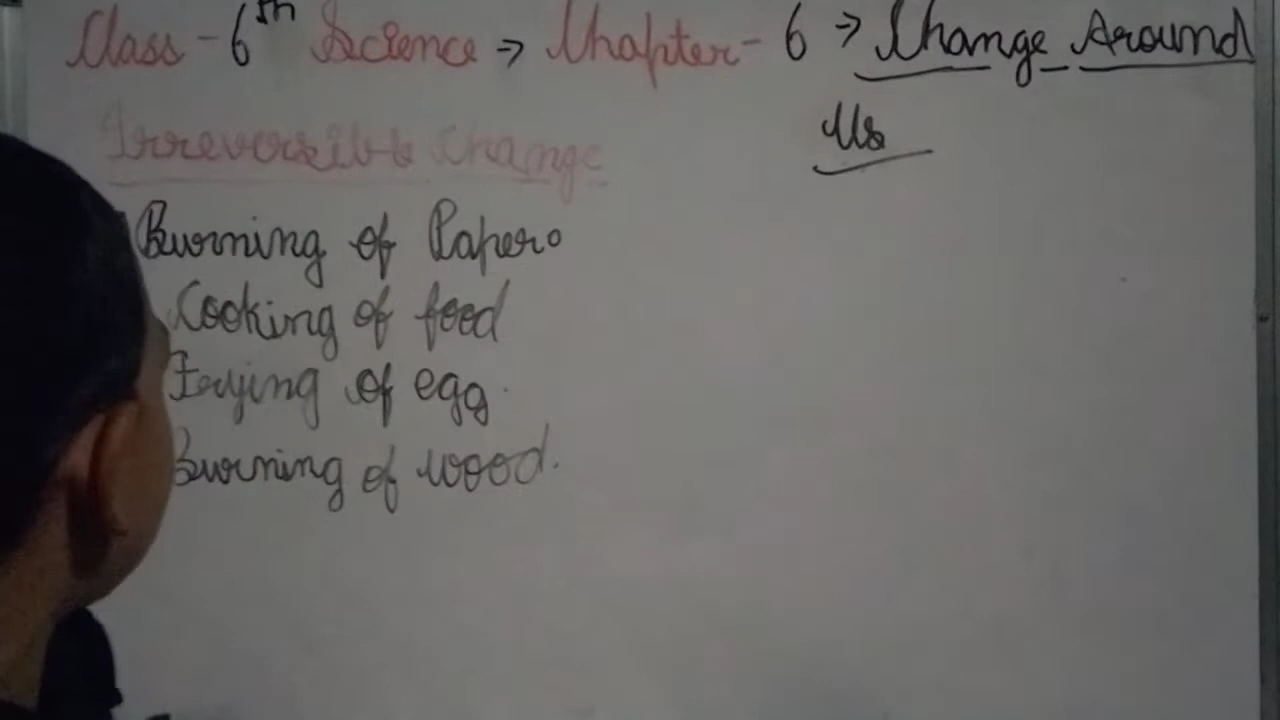 Class - 6th Science → Chapter - 6 → Change Around
Us
Irreversible Change
Burning of Paper.
Cooking of food
Frying of egg.
Burning of wood.